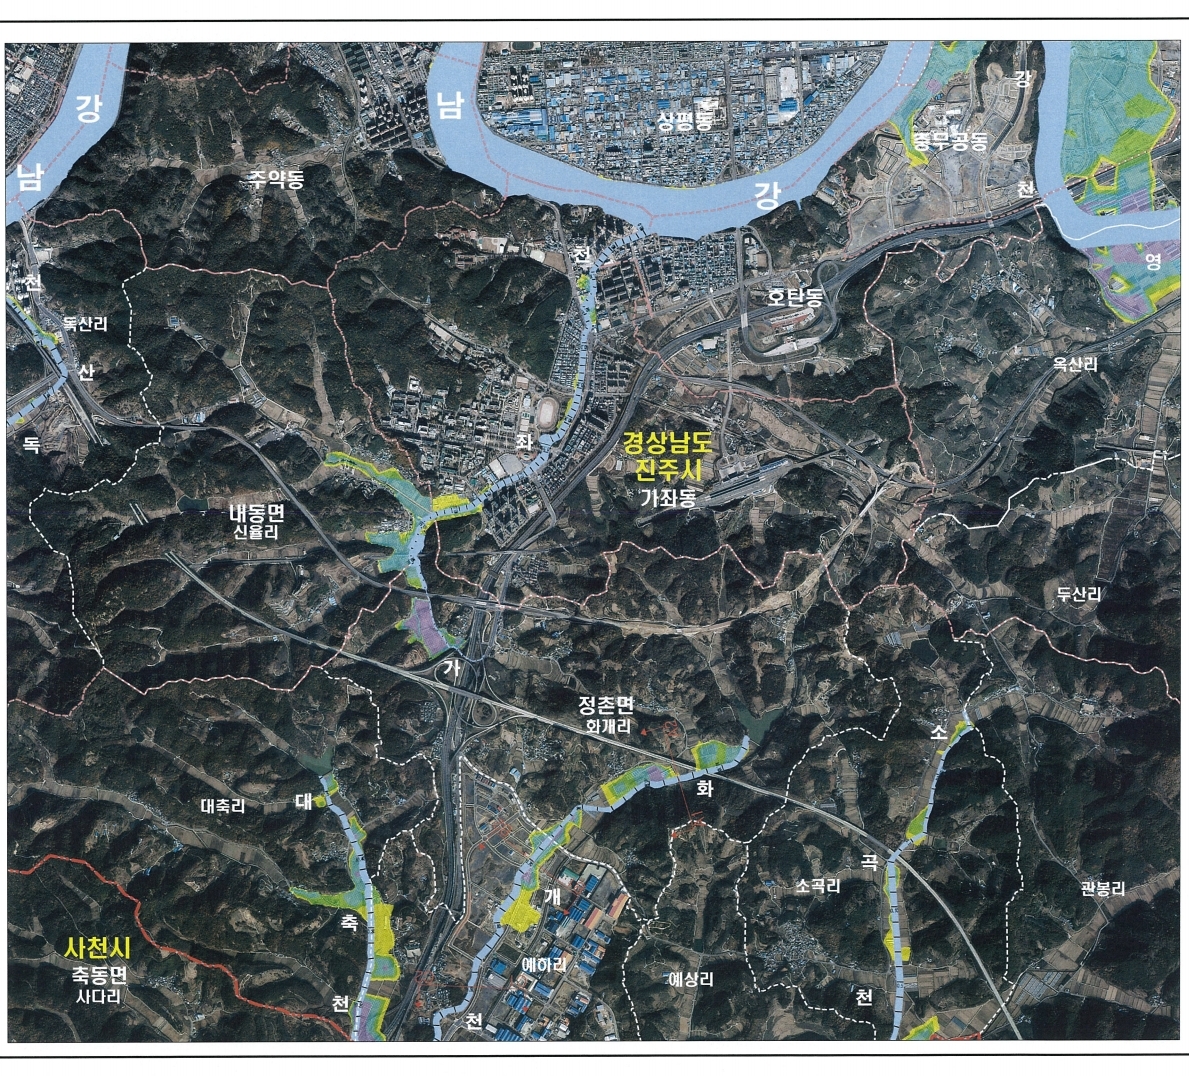 강
남
남
강
상평동
충무공동
강
천
영
주약동
천
독산리
산
독
천
호탄동
옥산리
좌
경상남도
진주시
가좌동
내동면
신율리
두산리
가
정촌면
화개리
화
소
대축리
대
곡
소곡리
관봉리
개
축
사천시
축동면
사다리
예하리
예상리
천
천
천